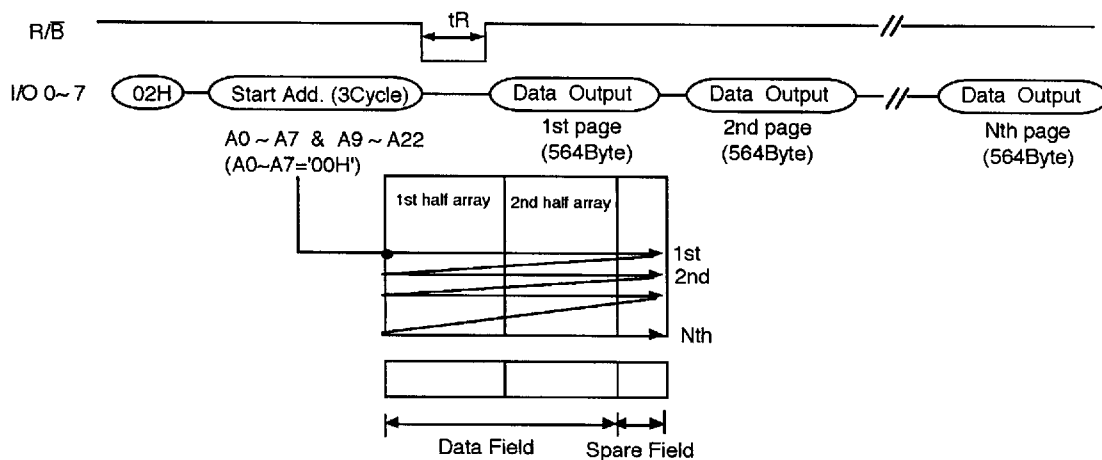 R/B̅ tR
I/O 0~7 02H Start Add. (3Cycle) Data Output Data Output Data Output
A0 ~ A7 & A9 ~ A22
(A0~A7='00H')
1st page
(564Byte)
2nd page
(564Byte)
Nth page
(564Byte)
1st half array 2nd half array
1st
2nd
Nth
Data Field Spare Field